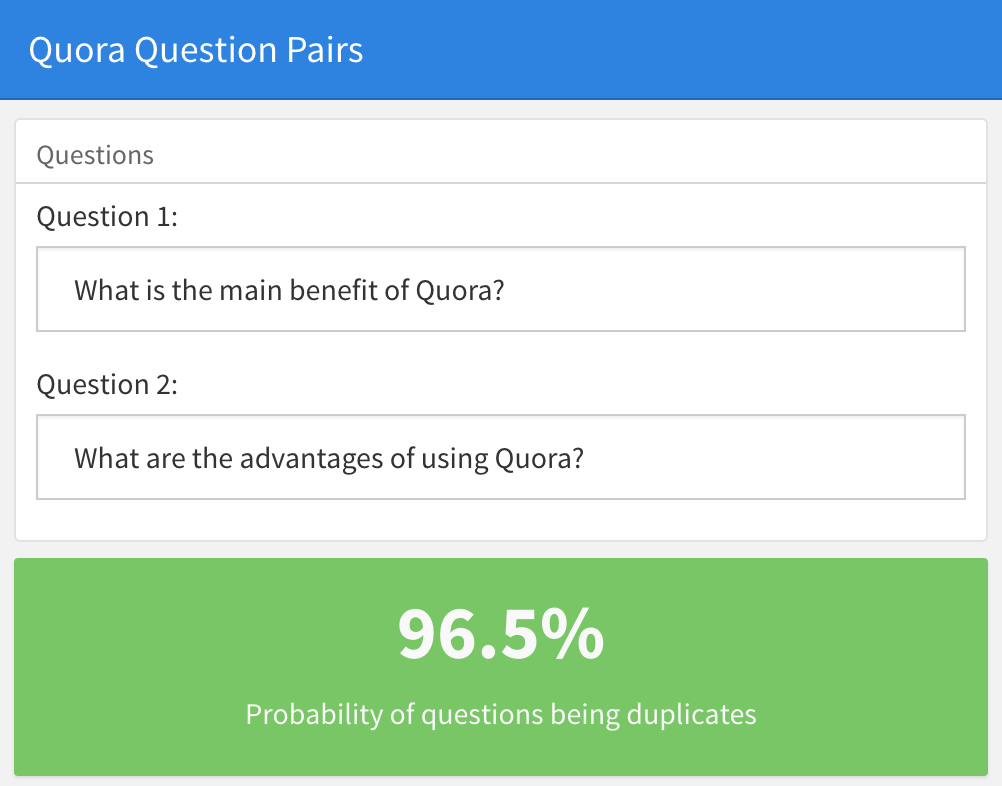 Quora Question Pairs
Questions
Question 1:
What is the main benefit of Quora?
Question 2:
What are the advantages of using Quora?
96.5%
Probability of questions being duplicates